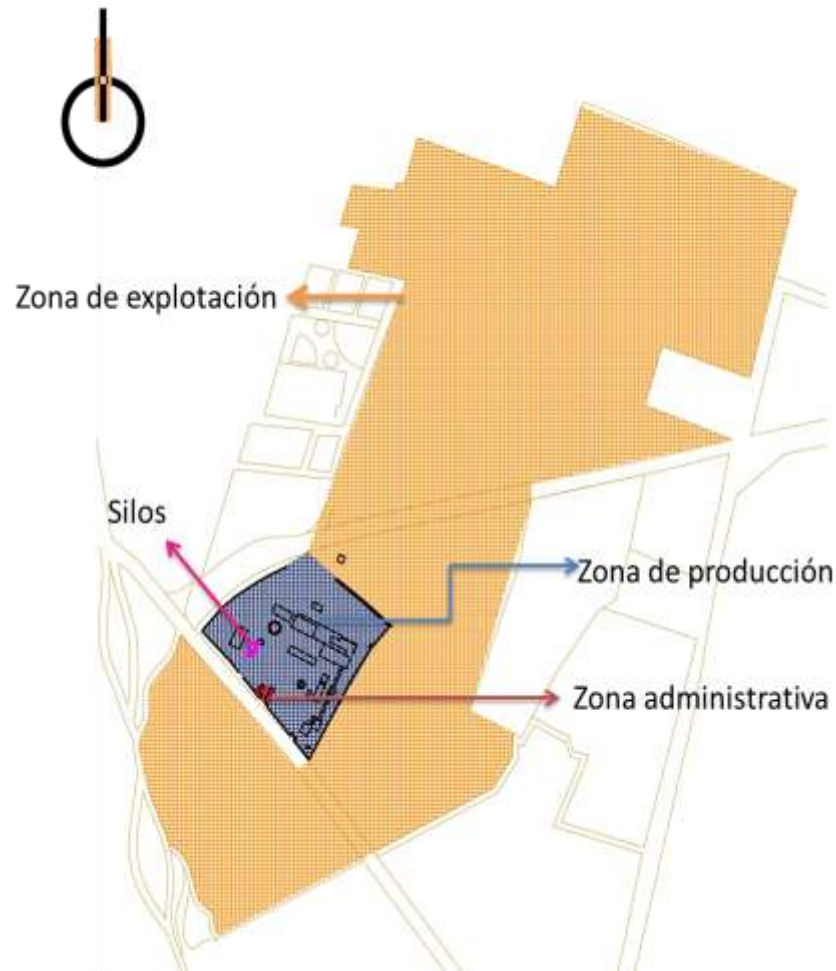 Zona de explotación
Silos
Zona de producción
Zona administrativa